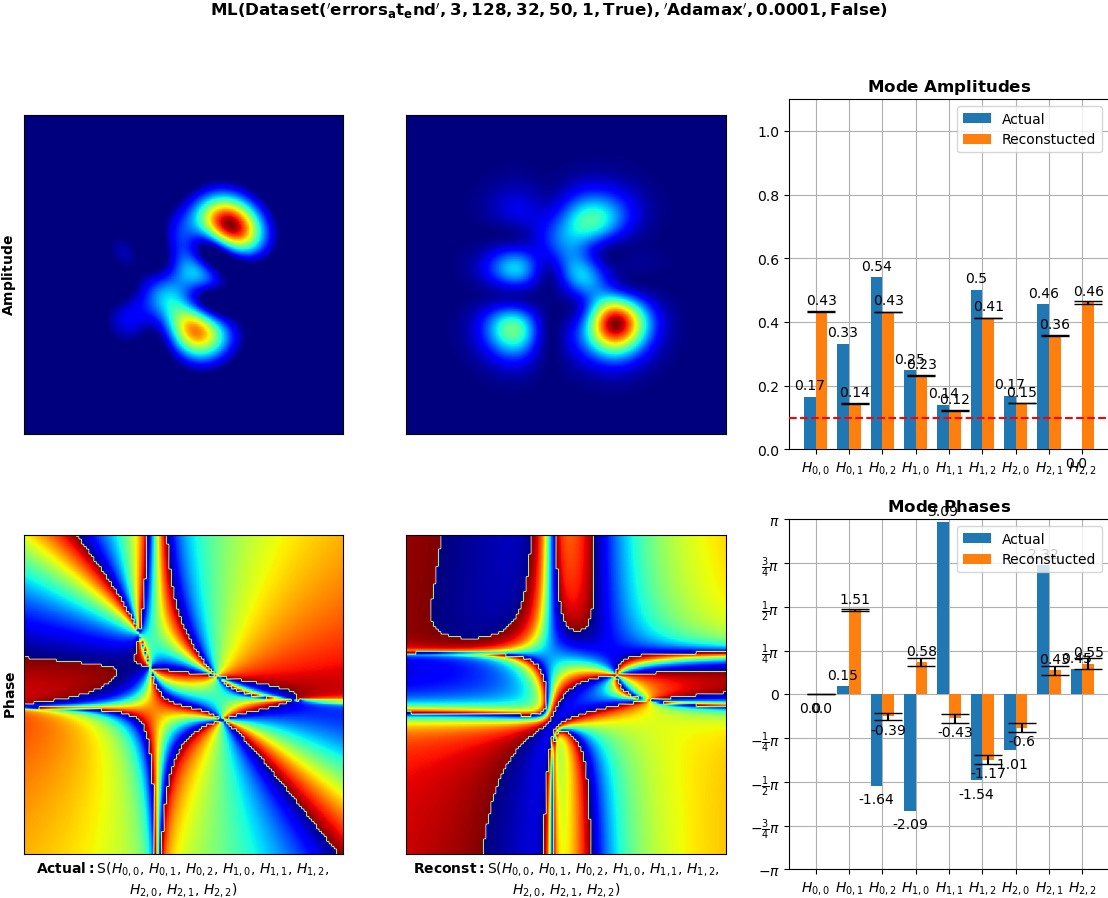 ML(Dataset('errors_at_end', 3, 128, 32, 50, 1, True), 'Adamax', 0.0001, False)
Amplitude
Mode Amplitudes
Actual
Reconstucted
1.0
0.8
0.6
0.4
0.2
0.0
0.17
0.43
0.33
0.14
0.54
0.43
0.25
0.23
0.14
0.12
0.5
0.41
0.17
0.15
0.46
0.36
0.0
0.46
H0,0 H0,1 H0,2 H1,0 H1,1 H1,2 H2,0 H2,1 H2,2
Phase
Mode Phases
Actual
Reconstucted
π
3/4π
1/2π
1/4π
0
−1/4π
−1/2π
−3/4π
−π
0.0
0.0
0.15
1.51
-1.64
-0.39
-2.09
0.58
3.09
-0.43
-1.54
-1.17
-1.01
-0.6
2.32
0.43
0.45
0.55
H0,0 H0,1 H0,2 H1,0 H1,1 H1,2 H2,0 H2,1 H2,2
Actual: S(H0,0, H0,1, H0,2, H1,0, H1,1, H1,2,
H2,0, H2,1, H2,2)
Reconst: S(H0,0, H0,1, H0,2, H1,0, H1,1, H1,2,
H2,0, H2,1, H2,2)